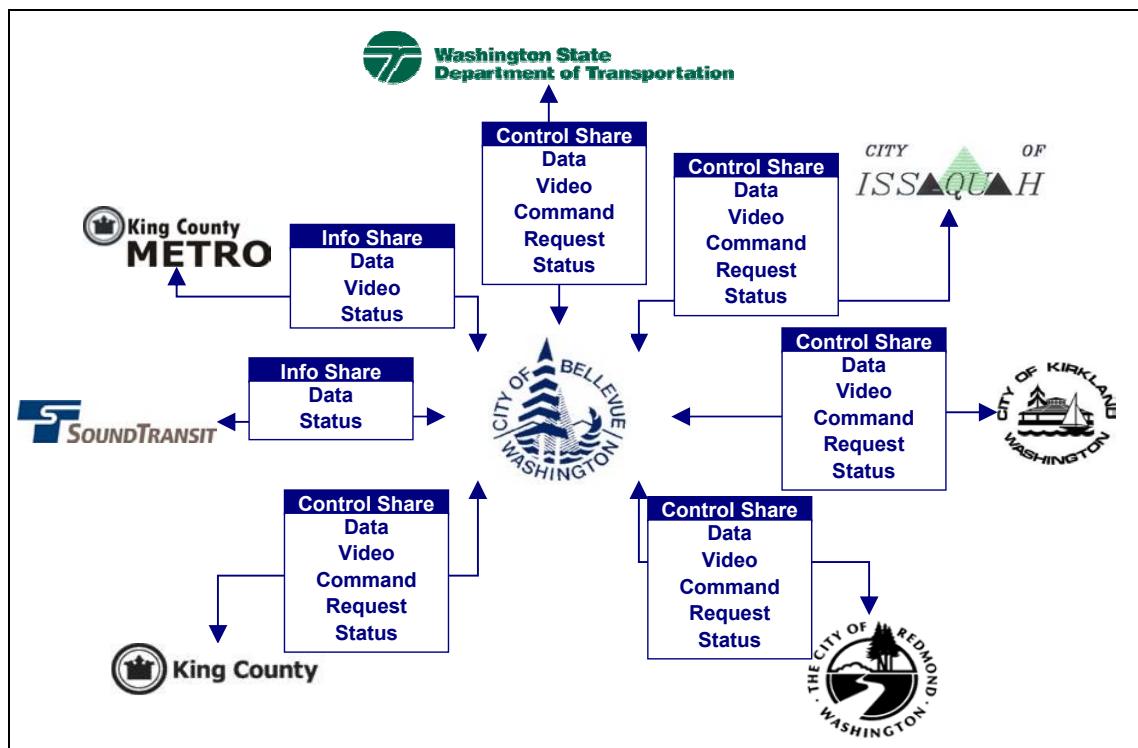 Washington State
Department of Transportation
Control Share
Data
Video
Command
Request
Status
Control Share
Data
Video
Command
Request
Status
CITY OF
ISSAQUAH
King County
METRO
Info Share
Data
Video
Status
Info Share
Data
Status
SOUNDTRANSIT
CITY OF BELLEVUE
WASHINGTON
Control Share
Data
Video
Command
Request
Status
CITY OF KIRKLAND
WASHINGTON
Control Share
Data
Video
Command
Request
Status
King County
Control Share
Data
Video
Command
Request
Status
THE CITY OF REDMOND
WASHINGTON